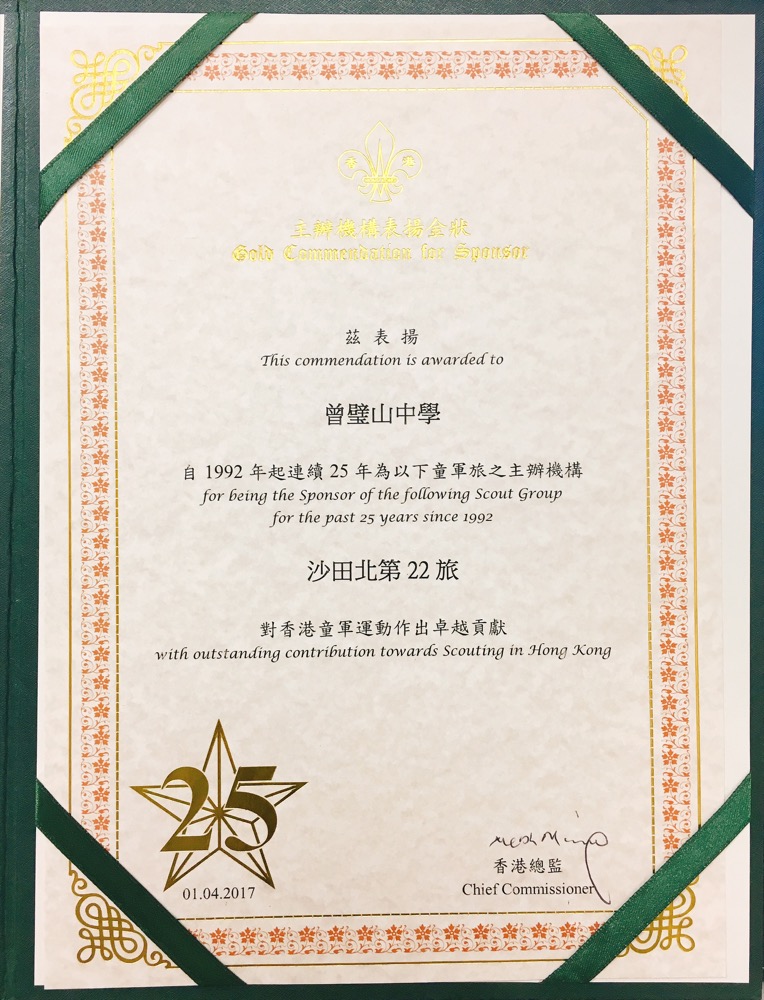 主辦機構表揚金狀
Gold Commendation for Sponsor
茲表揚
This commendation is awarded to
曾璧山中學
自 1992 年起連續 25 年為以下童軍旅之主辦機構
for being the Sponsor of the following Scout Group
for the past 25 years since 1992
沙田北第 22 旅
對香港童軍運動作出卓越貢獻
with outstanding contribution towards Scouting in Hong Kong
25
01.04.2017
香港總監
Chief Commissioner